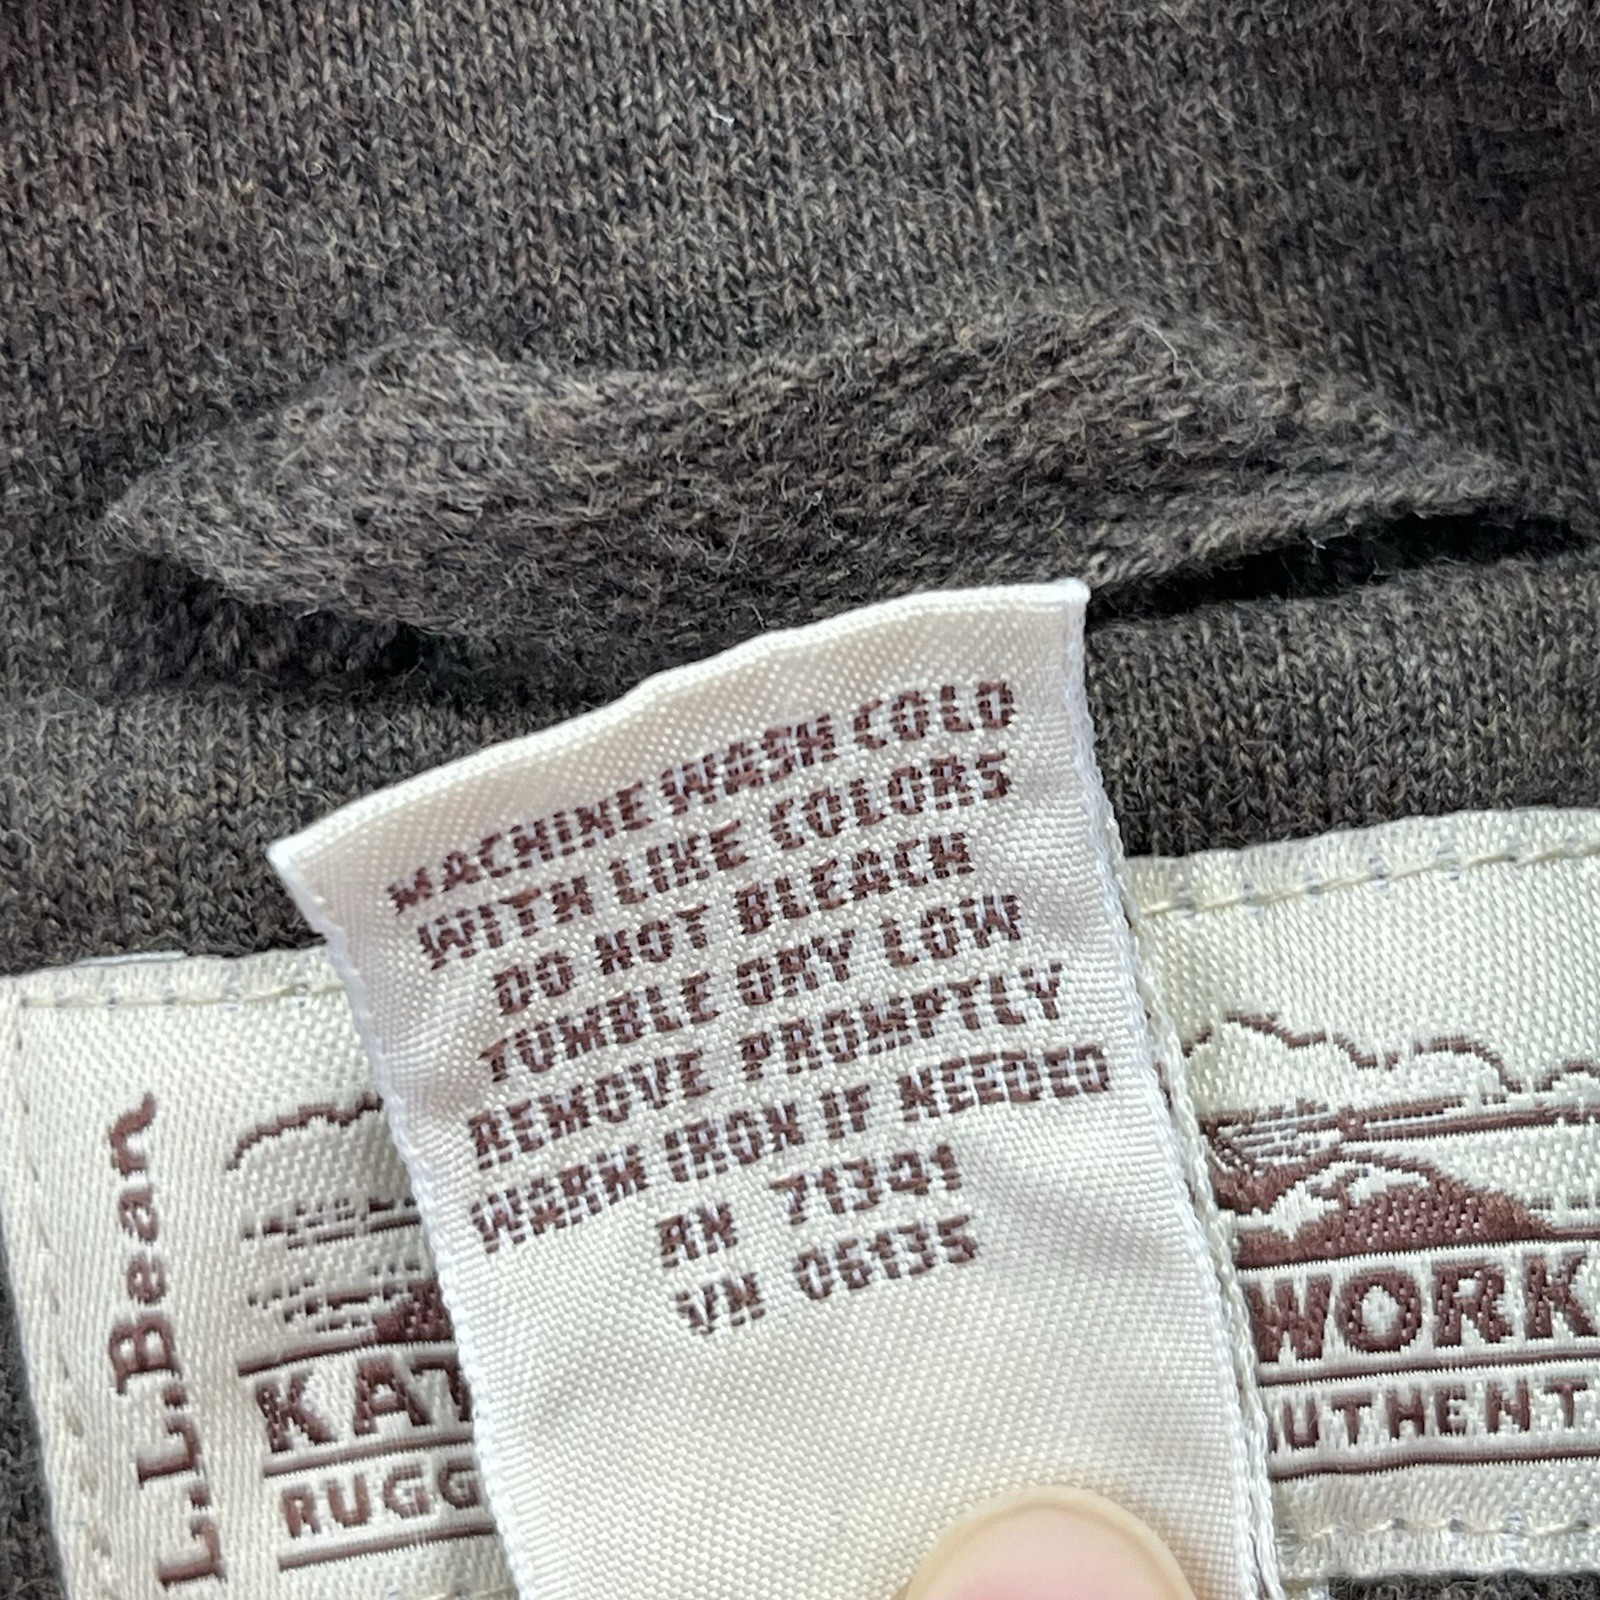 MACHINE WASH COLD
WITH LIKE COLORS
DO NOT BLEACH
TUMBLE DRY LOW
REMOVE PROMPTLY
WARM IRON IF NEEDED
RN 71341
VN 06135
L.L.Bean
KAT WORK
RUGG UTHENT